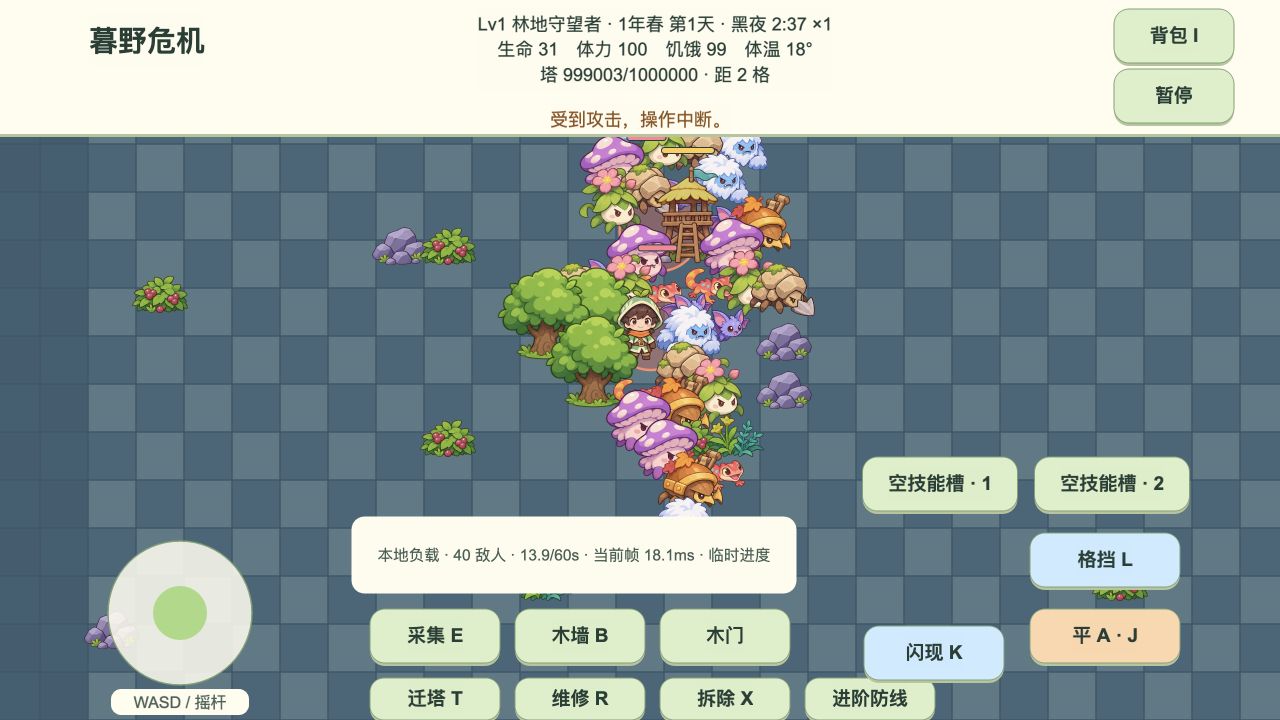 暮野危机
Lv1 林地守望者 · 1年春 第1天 · 黑夜 2:37 ×1
生命 31 体力 100 饥饿 99 体温 18°
塔 999003/1000000 · 距 2 格
受到攻击，操作中断。
背包 I
暂停
空技能槽 · 1
空技能槽 · 2
本地负载 · 40 敌人 · 13.9/60s · 当前帧 18.1ms · 临时进度
格挡 L
采集 E
木墙 B
木门
闪现 K
平 A · J
WASD / 摇杆
迁塔 T
维修 R
拆除 X
进阶防线